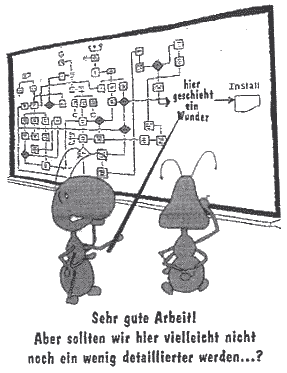 hier
geschieht
ein
Wunder
Install
Sehr gute Arbeit!
Aber sollten wir hier vielleicht nicht
noch ein wenig detaillierter werden...?